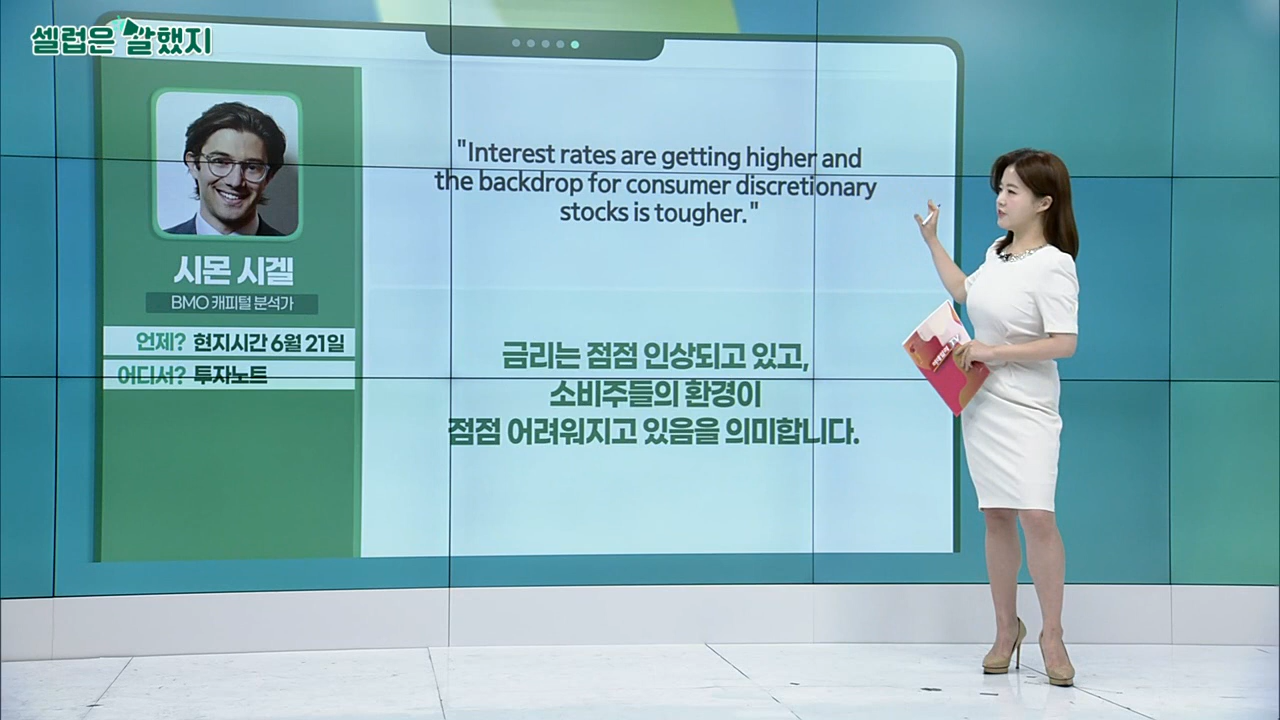 셀럽은 말했지
"Interest rates are getting higher and
the backdrop for consumer discretionary
stocks is tougher."
시몬 시겔
BMO 캐피털 분석가
언제? 현지시간 6월 21일
어디서? 투자노트
금리는 점점 인상되고 있고,
소비주들의 환경이
점점 어려워지고 있음을 의미합니다.